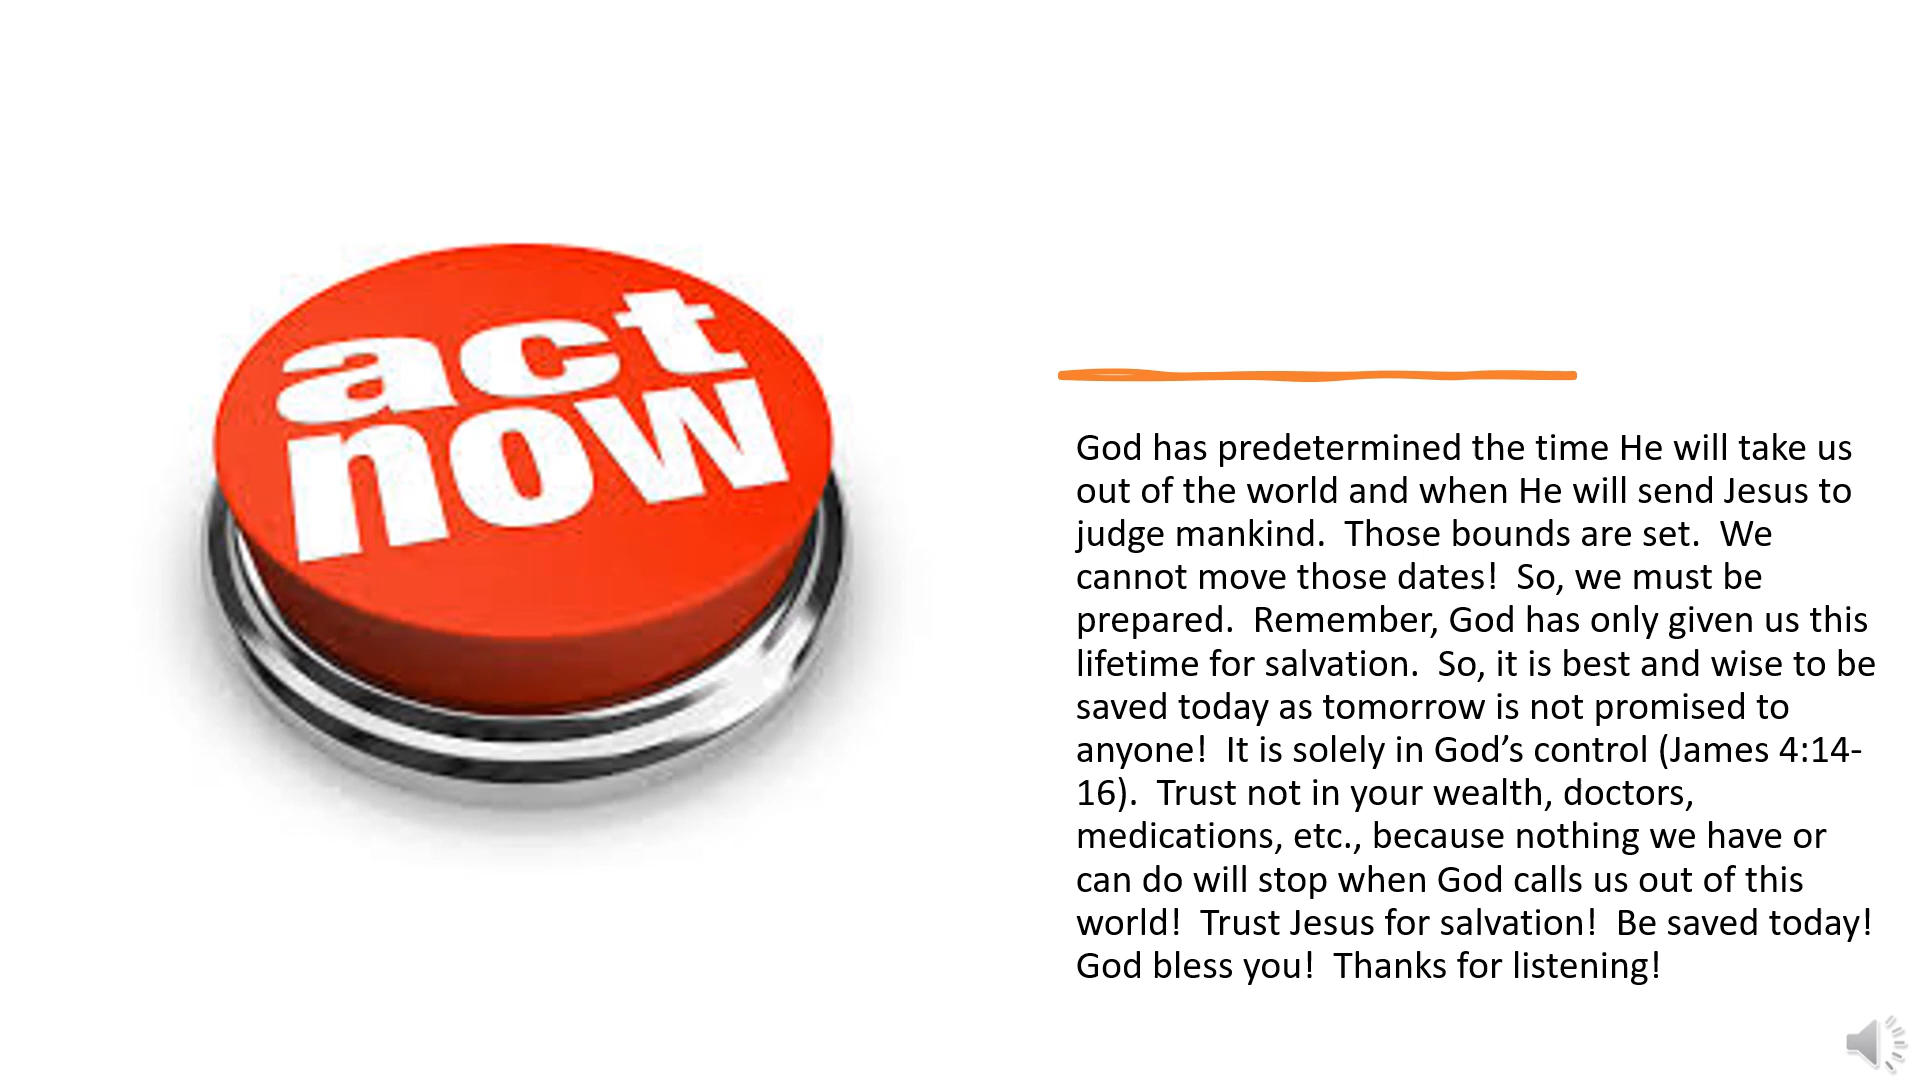 act
now
God has predetermined the time He will take us
out of the world and when He will send Jesus to
judge mankind.  Those bounds are set.  We
cannot move those dates!  So, we must be
prepared.  Remember, God has only given us this
lifetime for salvation.  So, it is best and wise to be
saved today as tomorrow is not promised to
anyone!  It is solely in God’s control (James 4:14-
16).  Trust not in your wealth, doctors,
medications, etc., because nothing we have or
can do will stop when God calls us out of this
world!  Trust Jesus for salvation!  Be saved today!
God bless you!  Thanks for listening!